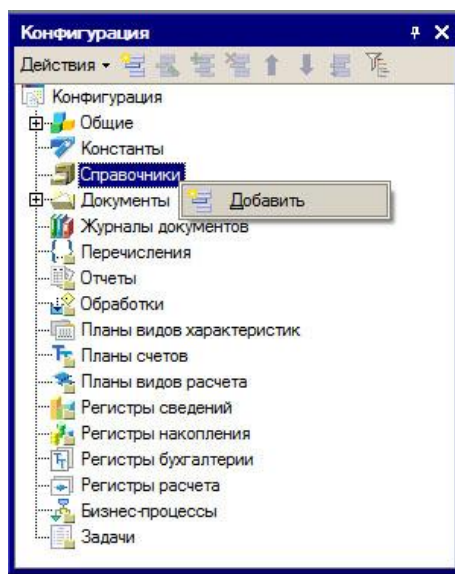 Конфигурация
Действия
Конфигурация
Общие
Константы
Справочники
Документы
Добавить
Журналы документов
Перечисления
Отчеты
Обработки
Планы видов характеристик
Планы счетов
Планы видов расчета
Регистры сведений
Регистры накопления
Регистры бухгалтерии
Регистры расчета
Бизнес-процессы
Задачи